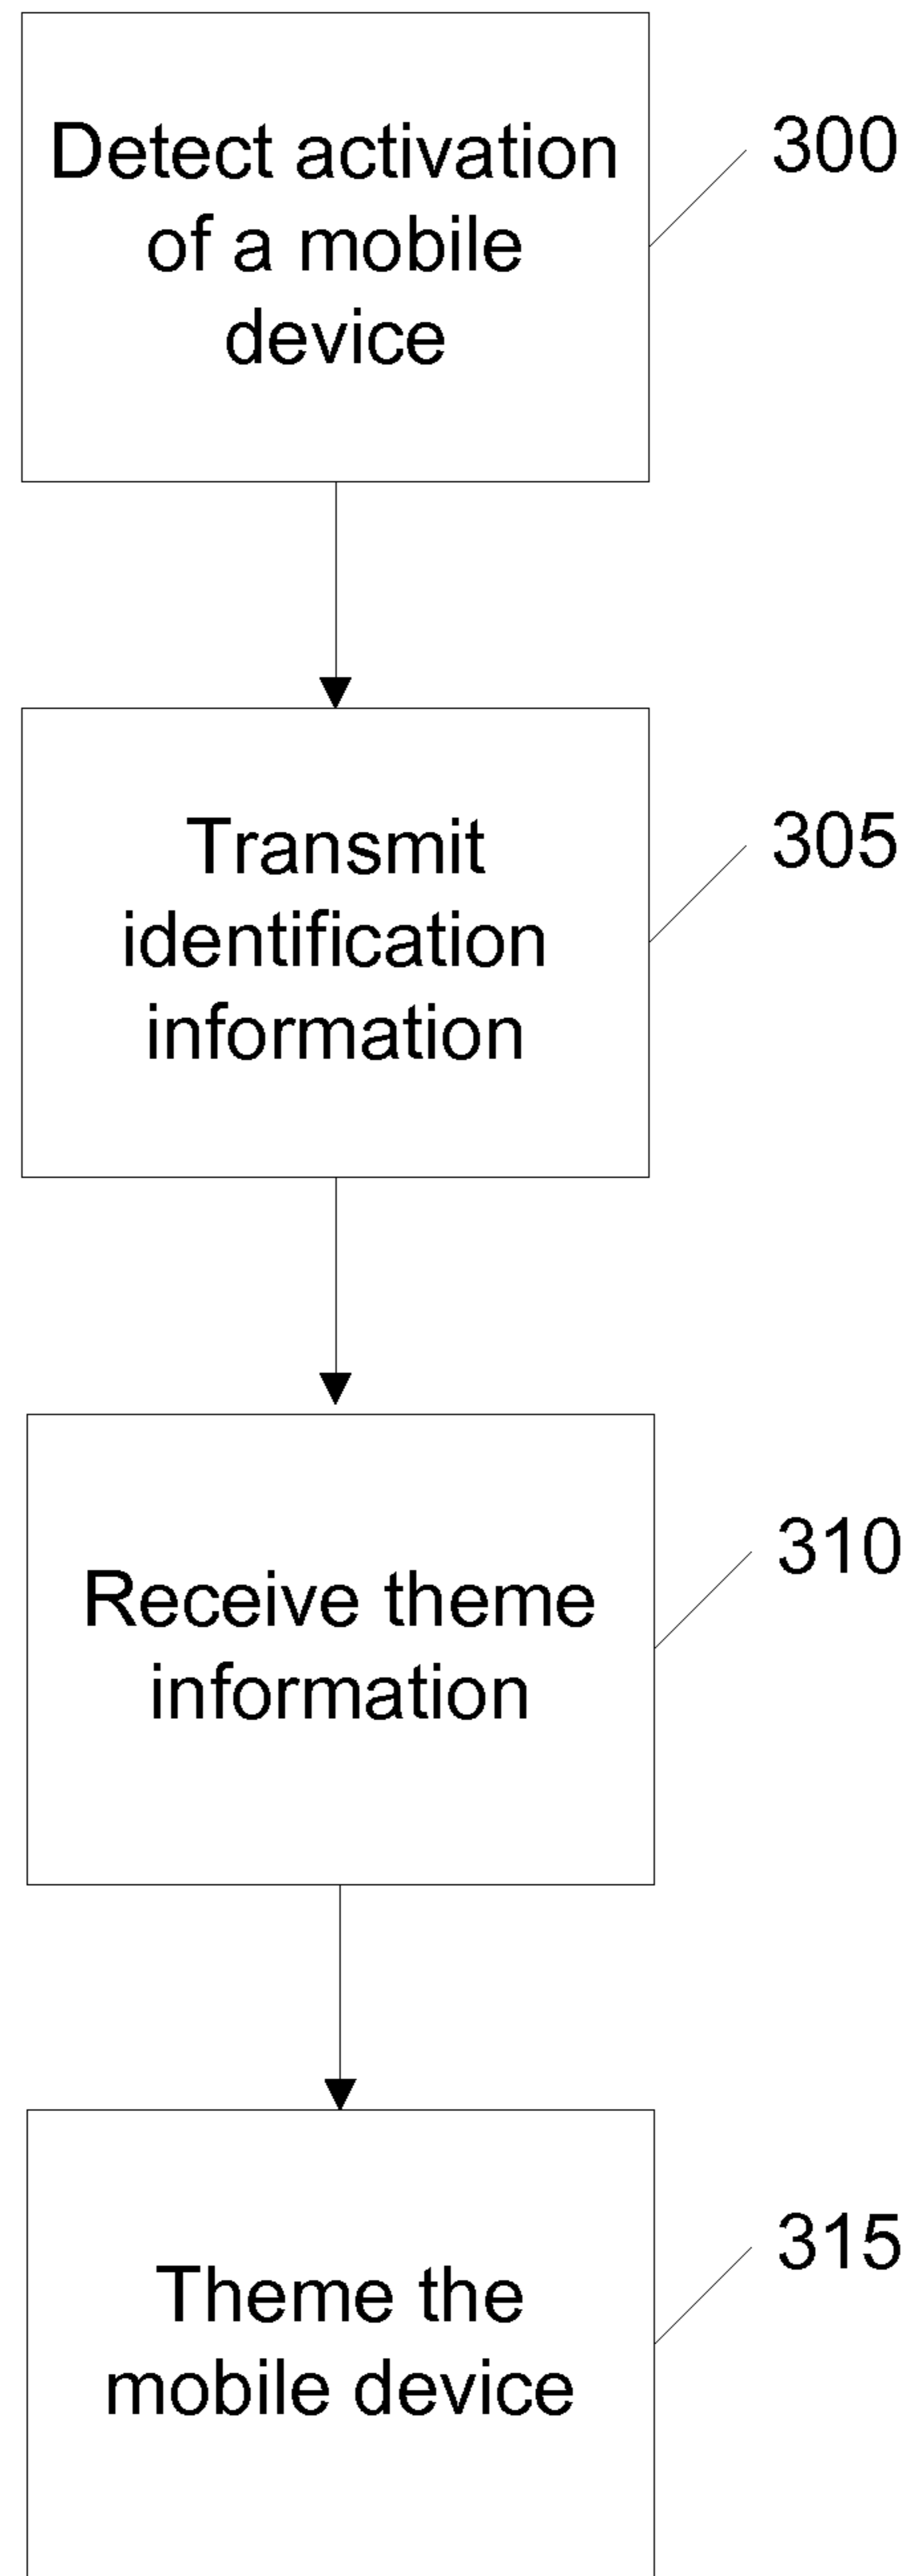 Detect activation
of a mobile
device
300
Transmit
identification
information
305
Receive theme
information
310
Theme the
mobile device
315